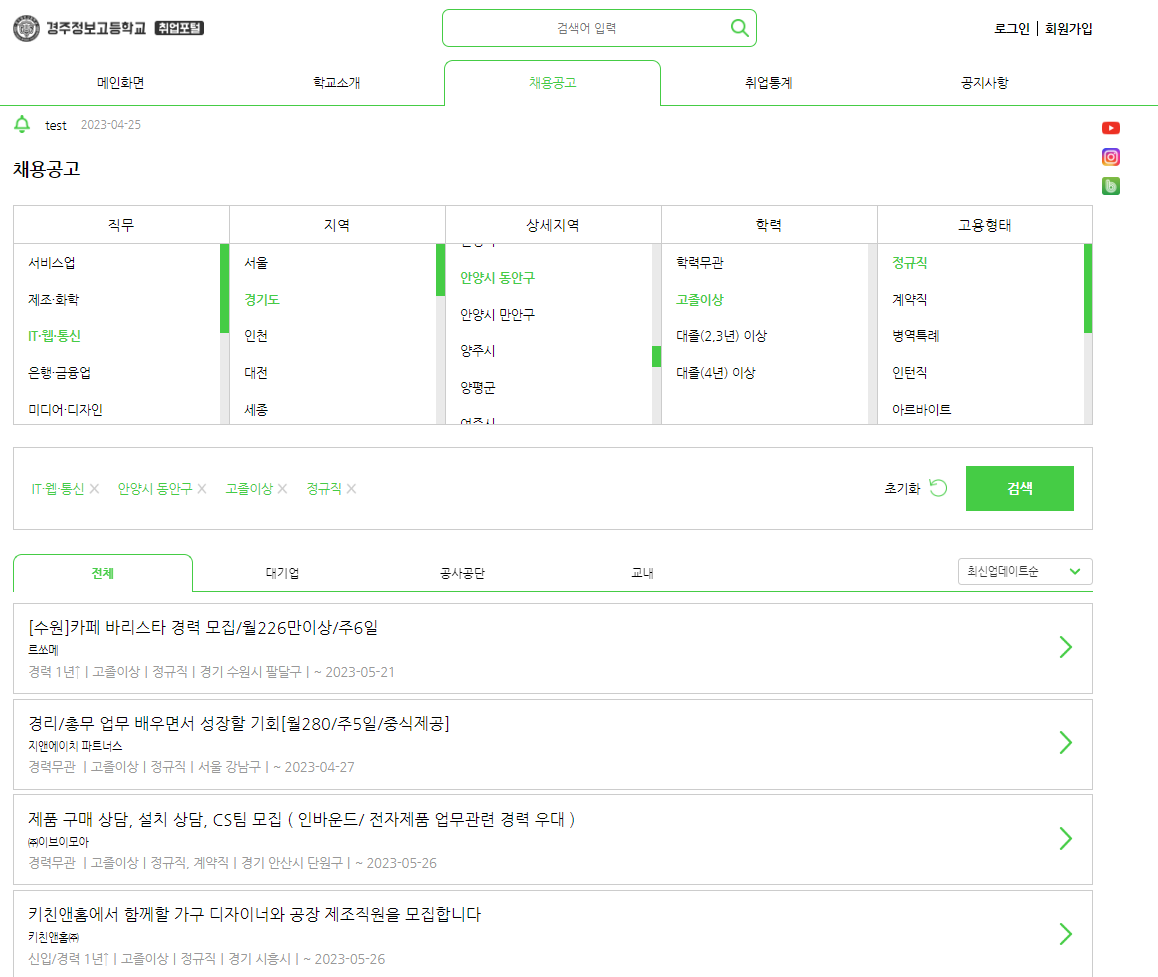 경주정보고등학교 취업포털
검색어 입력
로그인 | 회원가입
메인화면 학교소개 채용공고 취업통계 공지사항
test 2023-04-25
채용공고
직무 지역 상세지역 학력 고용형태
서비스업 서울 안양시 동안구 학력무관 정규직
제조·화학 경기도 안양시 만안구 고졸이상 계약직
IT·웹·통신 인천 양주시 대졸(2,3년) 이상 병역특례
은행·금융업 대전 양평군 대졸(4년) 이상 인턴직
미디어·디자인 세종 여주시 아르바이트
IT·웹·통신 × 안양시 동안구 × 고졸이상 × 정규직 × 초기화 검색
전체 대기업 공사공단 교내 최신업데이트순
[수원]카페 바리스타 경력 모집/월226만이상/주6일
트쏘메
경력 1년↑ | 고졸이상 | 정규직 | 경기 수원시 팔달구 | ~ 2023-05-21
경리/총무 업무 배우면서 성장할 기회[월280/주5일/중식제공]
지앤에이치 파트너스
경력무관 | 고졸이상 | 정규직 | 서울 강남구 | ~ 2023-04-27
제품 구매 상담, 설치 상담, CS팀 모집 ( 인바운드/ 전자제품 업무관련 경력 우대 )
㈜이브이모아
경력무관 | 고졸이상 | 정규직, 계약직 | 경기 안산시 단원구 | ~ 2023-05-26
키친앤홈에서 함께할 가구 디자이너와 공장 제조직원을 모집합니다
키친앤홈㈜
신입/경력 1년↑ | 고졸이상 | 정규직 | 경기 시흥시 | ~ 2023-05-26